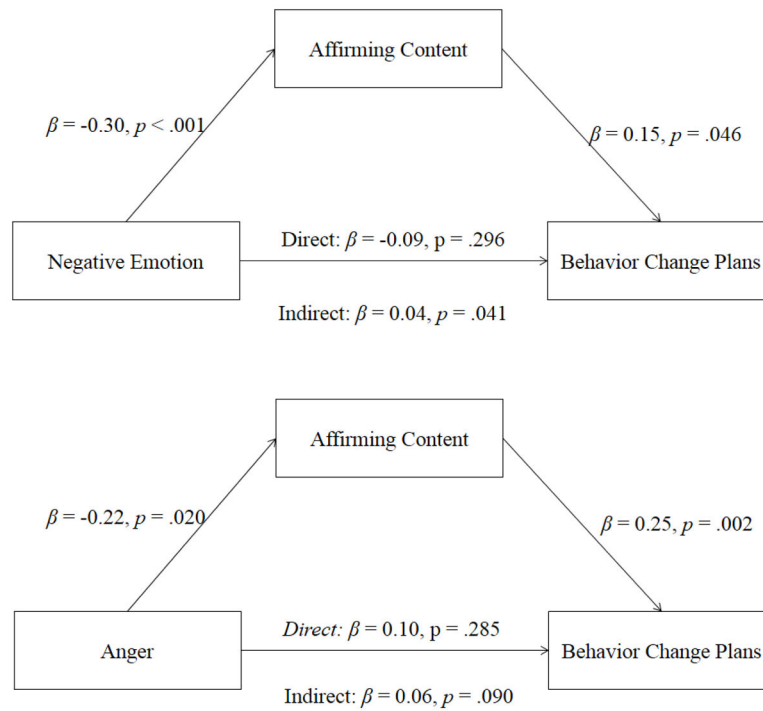 Affirming Content
β = -0.30, p < .001
β = 0.15, p = .046
Direct: β = -0.09, p = .296
Negative Emotion
Behavior Change Plans
Indirect: β = 0.04, p = .041
Affirming Content
β = -0.22, p = .020
β = 0.25, p = .002
Direct: β = 0.10, p = .285
Anger
Behavior Change Plans
Indirect: β = 0.06, p = .090